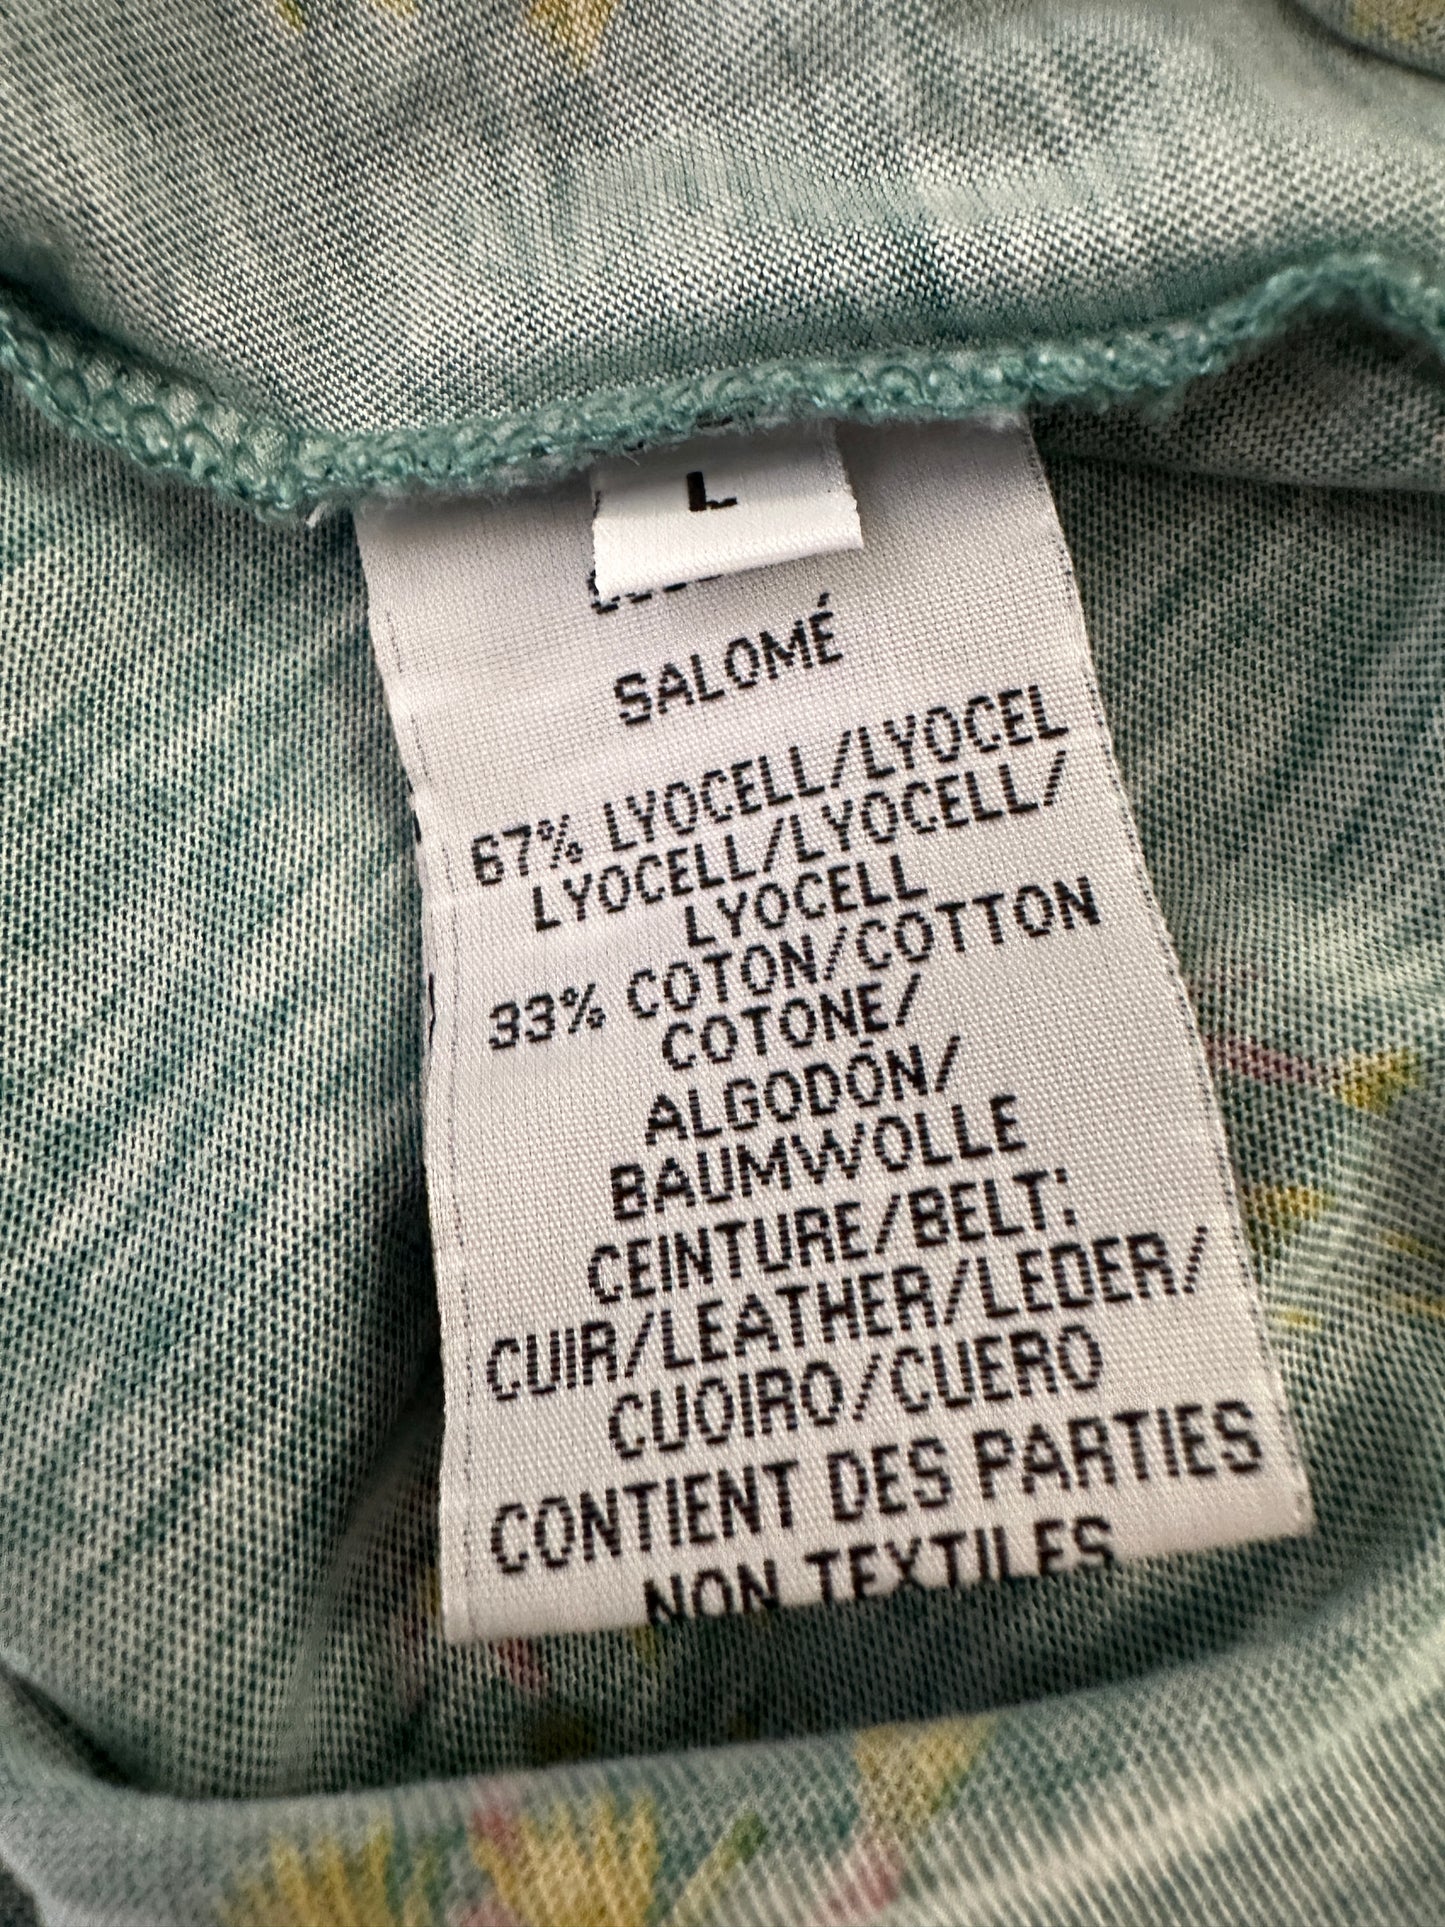 L
SALOMÉ
67% LYOCELL/LYOCEL
LYOCELL/LYOCELL/
LYOCELL
33% COTON/COTTON
COTONE/
ALGODÓN/
BAUMWOLLE
CEINTURE/BELT:
CUIR/LEATHER/LEDER/
CUOIRO/CUERO
CONTIENT DES PARTIES
NON TEXTILES